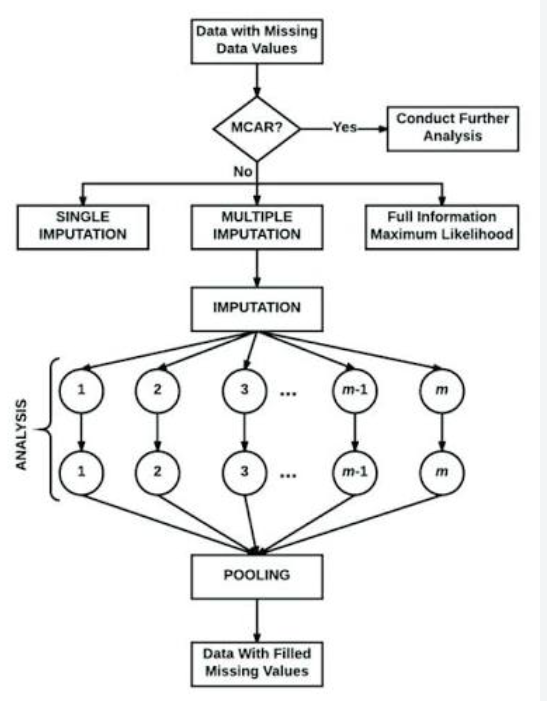 Data with Missing
Data Values
MCAR?
Yes
Conduct Further
Analysis
No
SINGLE
IMPUTATION
MULTIPLE
IMPUTATION
Full Information
Maximum Likelihood
IMPUTATION
ANALYSIS
1
2
3
...
m-1
m
1
2
3
...
m-1
m
POOLING
Data With Filled
Missing Values